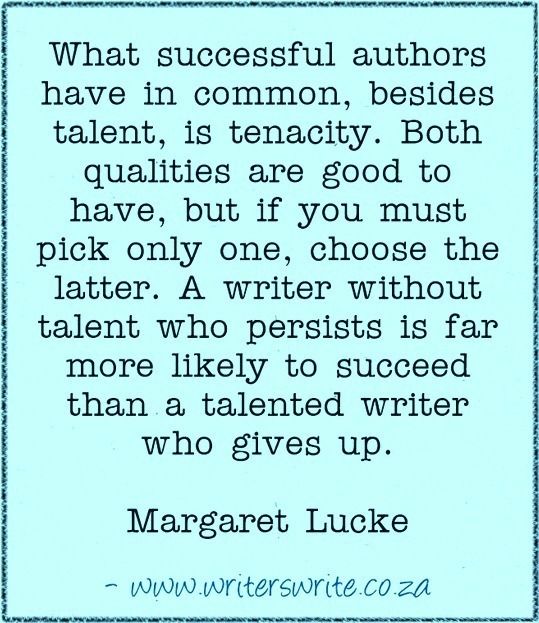 What successful authors
have in common, besides
talent, is tenacity. Both
qualities are good to
have, but if you must
pick only one, choose the
latter. A writer without
talent who persists is far
more likely to succeed
than a talented writer
who gives up.
Margaret Lucke
- www.writerswrite.co.za